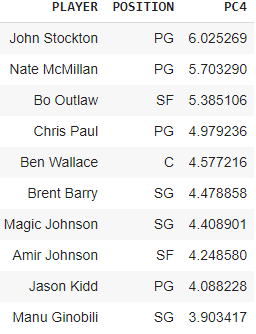 PLAYER POSITION PC4
John Stockton PG 6.025269
Nate McMillan PG 5.703290
Bo Outlaw SF 5.385106
Chris Paul PG 4.979236
Ben Wallace C 4.577216
Brent Barry SG 4.478858
Magic Johnson SG 4.408901
Amir Johnson SF 4.248580
Jason Kidd PG 4.088228
Manu Ginobili SG 3.903417